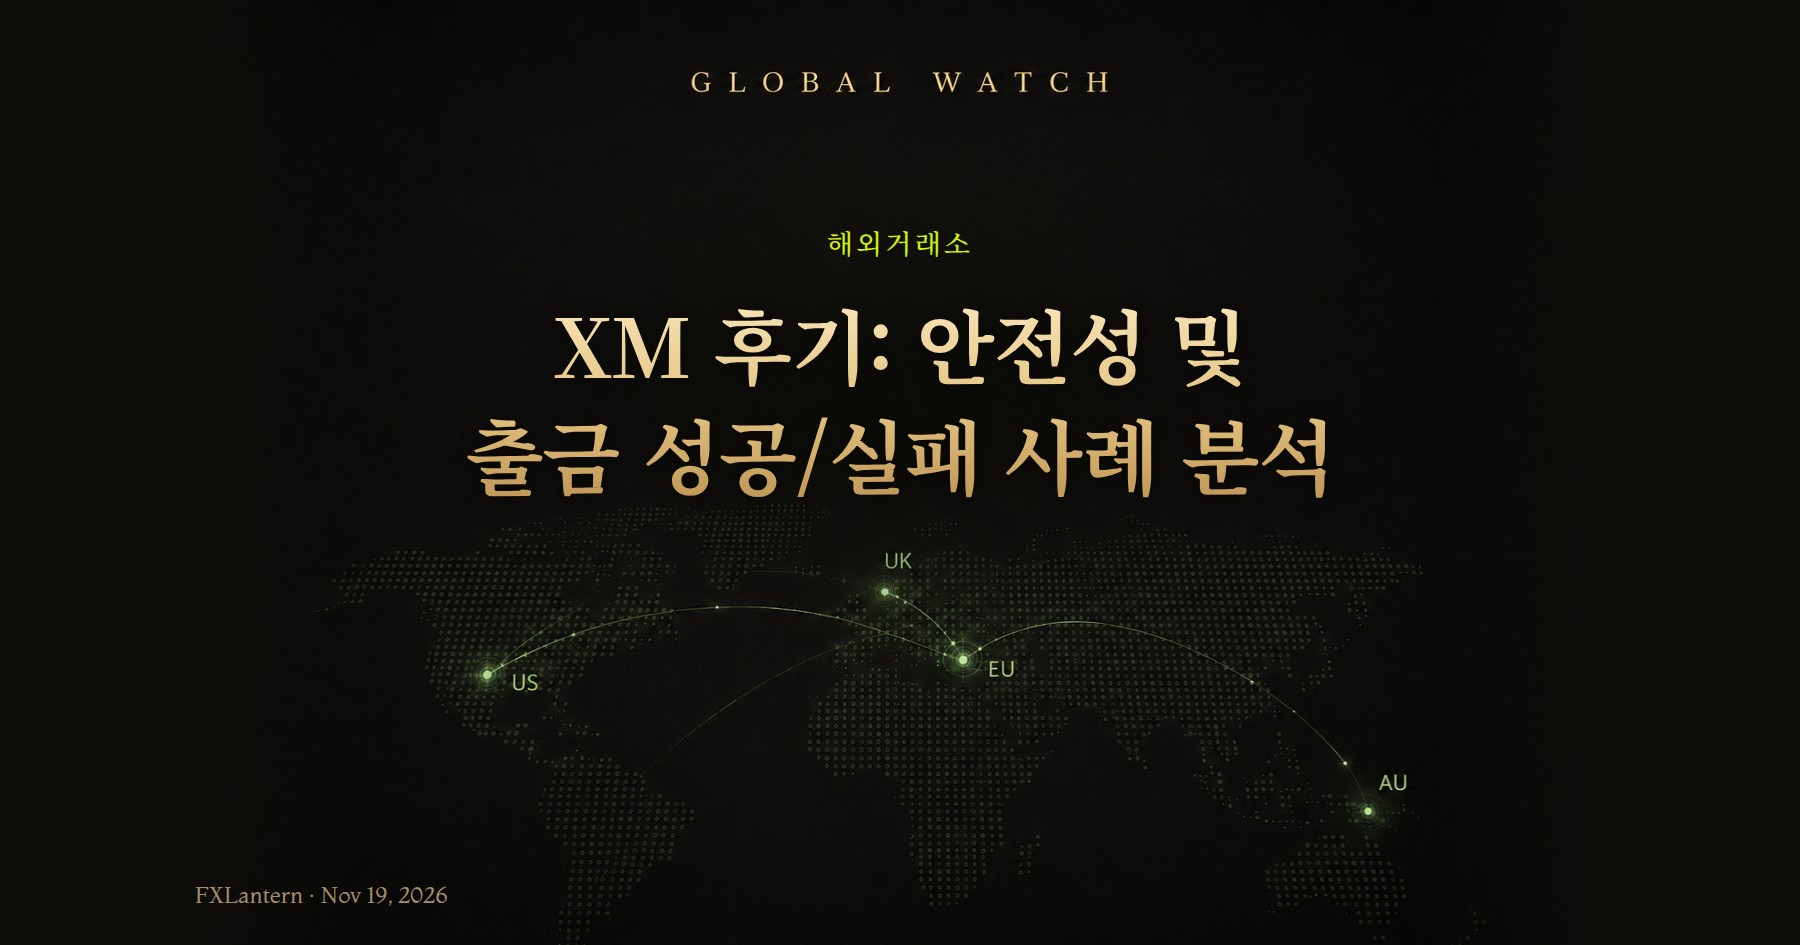 GLOBAL WATCH
해외거래소
XM 후기: 안전성 및
출금 성공/실패 사례 분석
UK
EU
US
AU
FXLantern · Nov 19, 2026